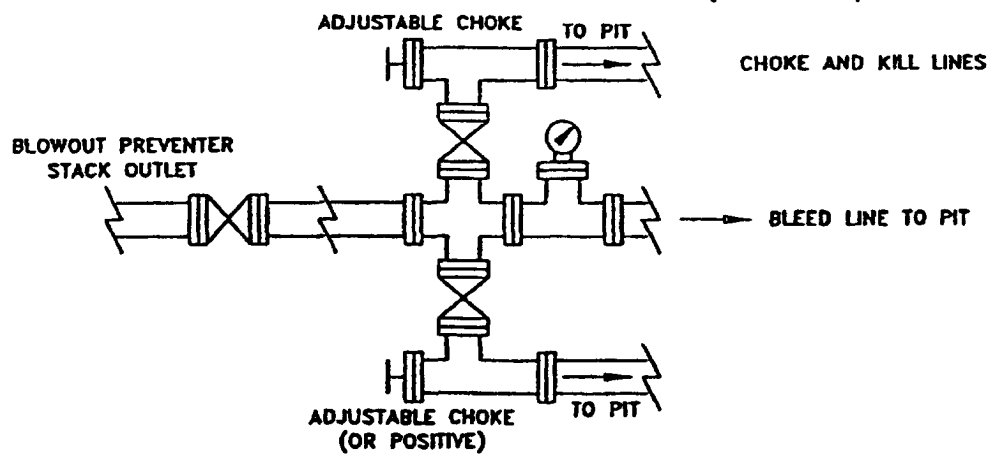 ADJUSTABLE CHOKE
TO PIT
CHOKE AND KILL LINES
BLOWOUT PREVENTER
STACK OUTLET
BLEED LINE TO PIT
TO PIT
ADJUSTABLE CHOKE
(OR POSITIVE)